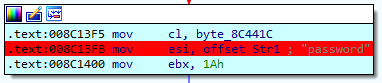 .text:008C13F5 mov cl, byte_8C441C
.text:008C13FB mov esi, offset Str1 ; "password"
.text:008C1400 mov ebx, 1Ah